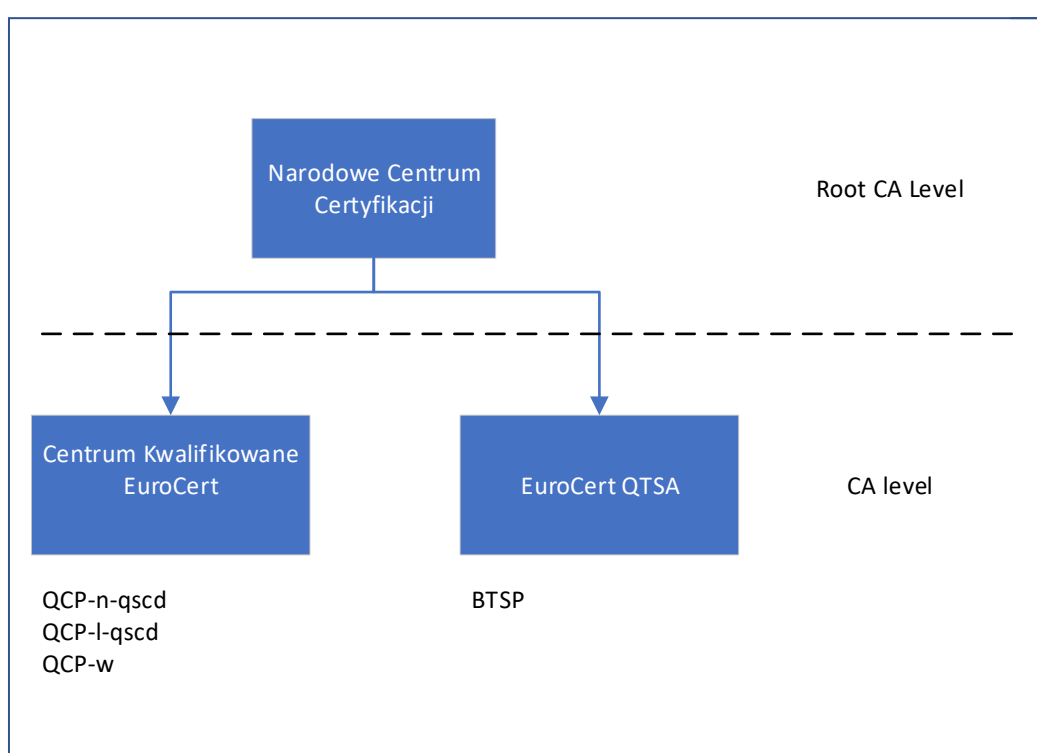 Narodowe Centrum
Certyfikacji
Root CA Level
Centrum Kwalifikowane
EuroCert
EuroCert QTSA
CA level
QCP-n-qscd
QCP-l-qscd
QCP-w
BTSP